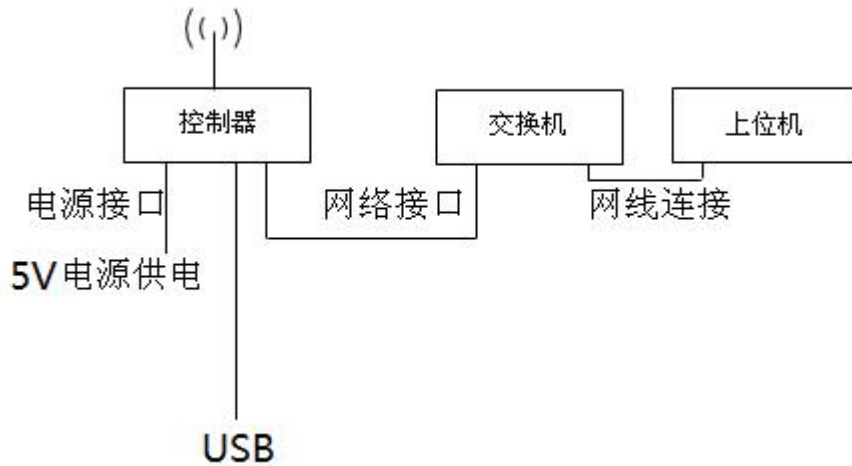 控制器
交换机
上位机
电源接口
网络接口
网线连接
5V电源供电
USB